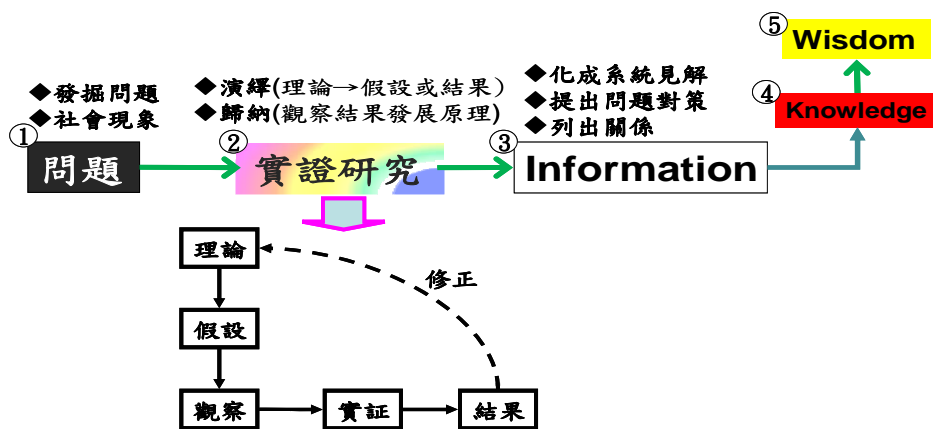 ◆發掘問題
◆社會現象
①
問題
◆演繹(理論→假設或結果)
◆歸納(觀察結果發展原理)
②
實證研究
◆化成系統見解
◆提出問題對策
◆列出關係
③
Information
④
Knowledge
⑤
Wisdom
理論
修正
假設
觀察
實証
結果